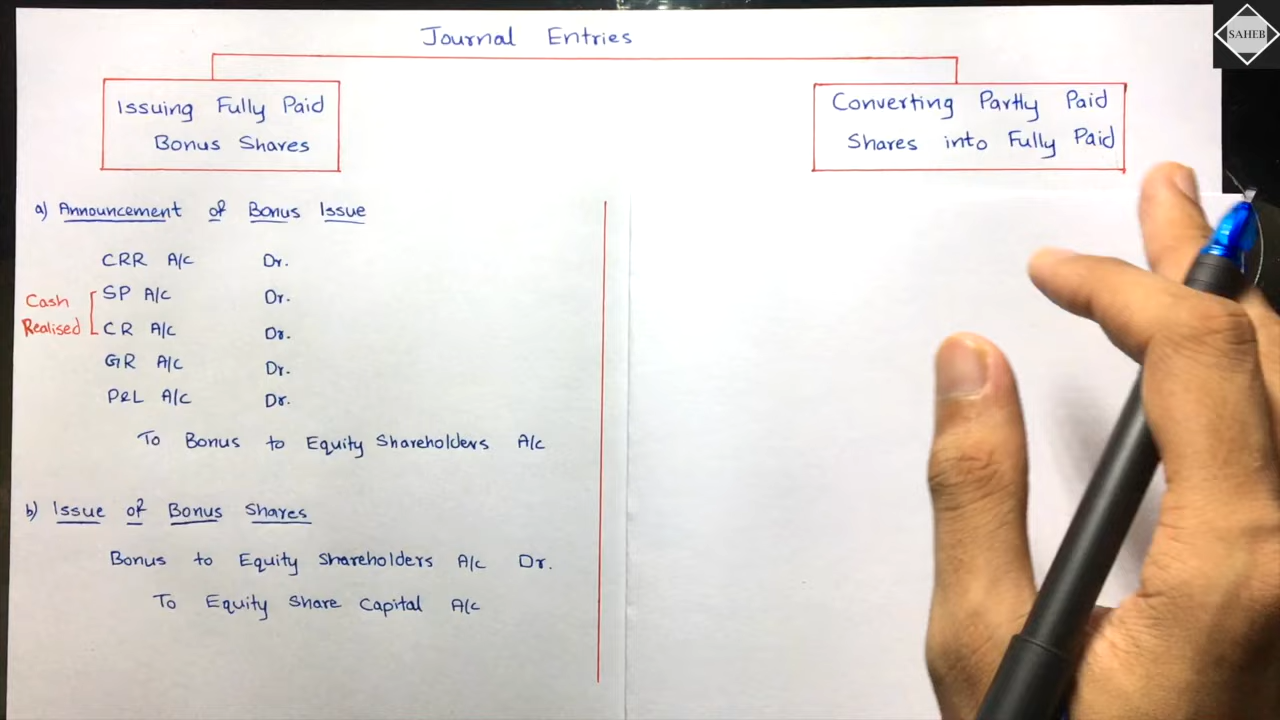 Journal Entries
Issuing Fully Paid
Bonus Shares
Converting Partly Paid
Shares into Fully Paid
a) Announcement of Bonus Issue
CRR A/c Dr.
Cash
Realised
SP A/c Dr.
CR A/c Dr.
GR A/c Dr.
P&L A/c Dr.
To Bonus to Equity Shareholders A/c
b) Issue of Bonus Shares
Bonus to Equity Shareholders A/c Dr.
To Equity Share Capital A/c
SAHEB